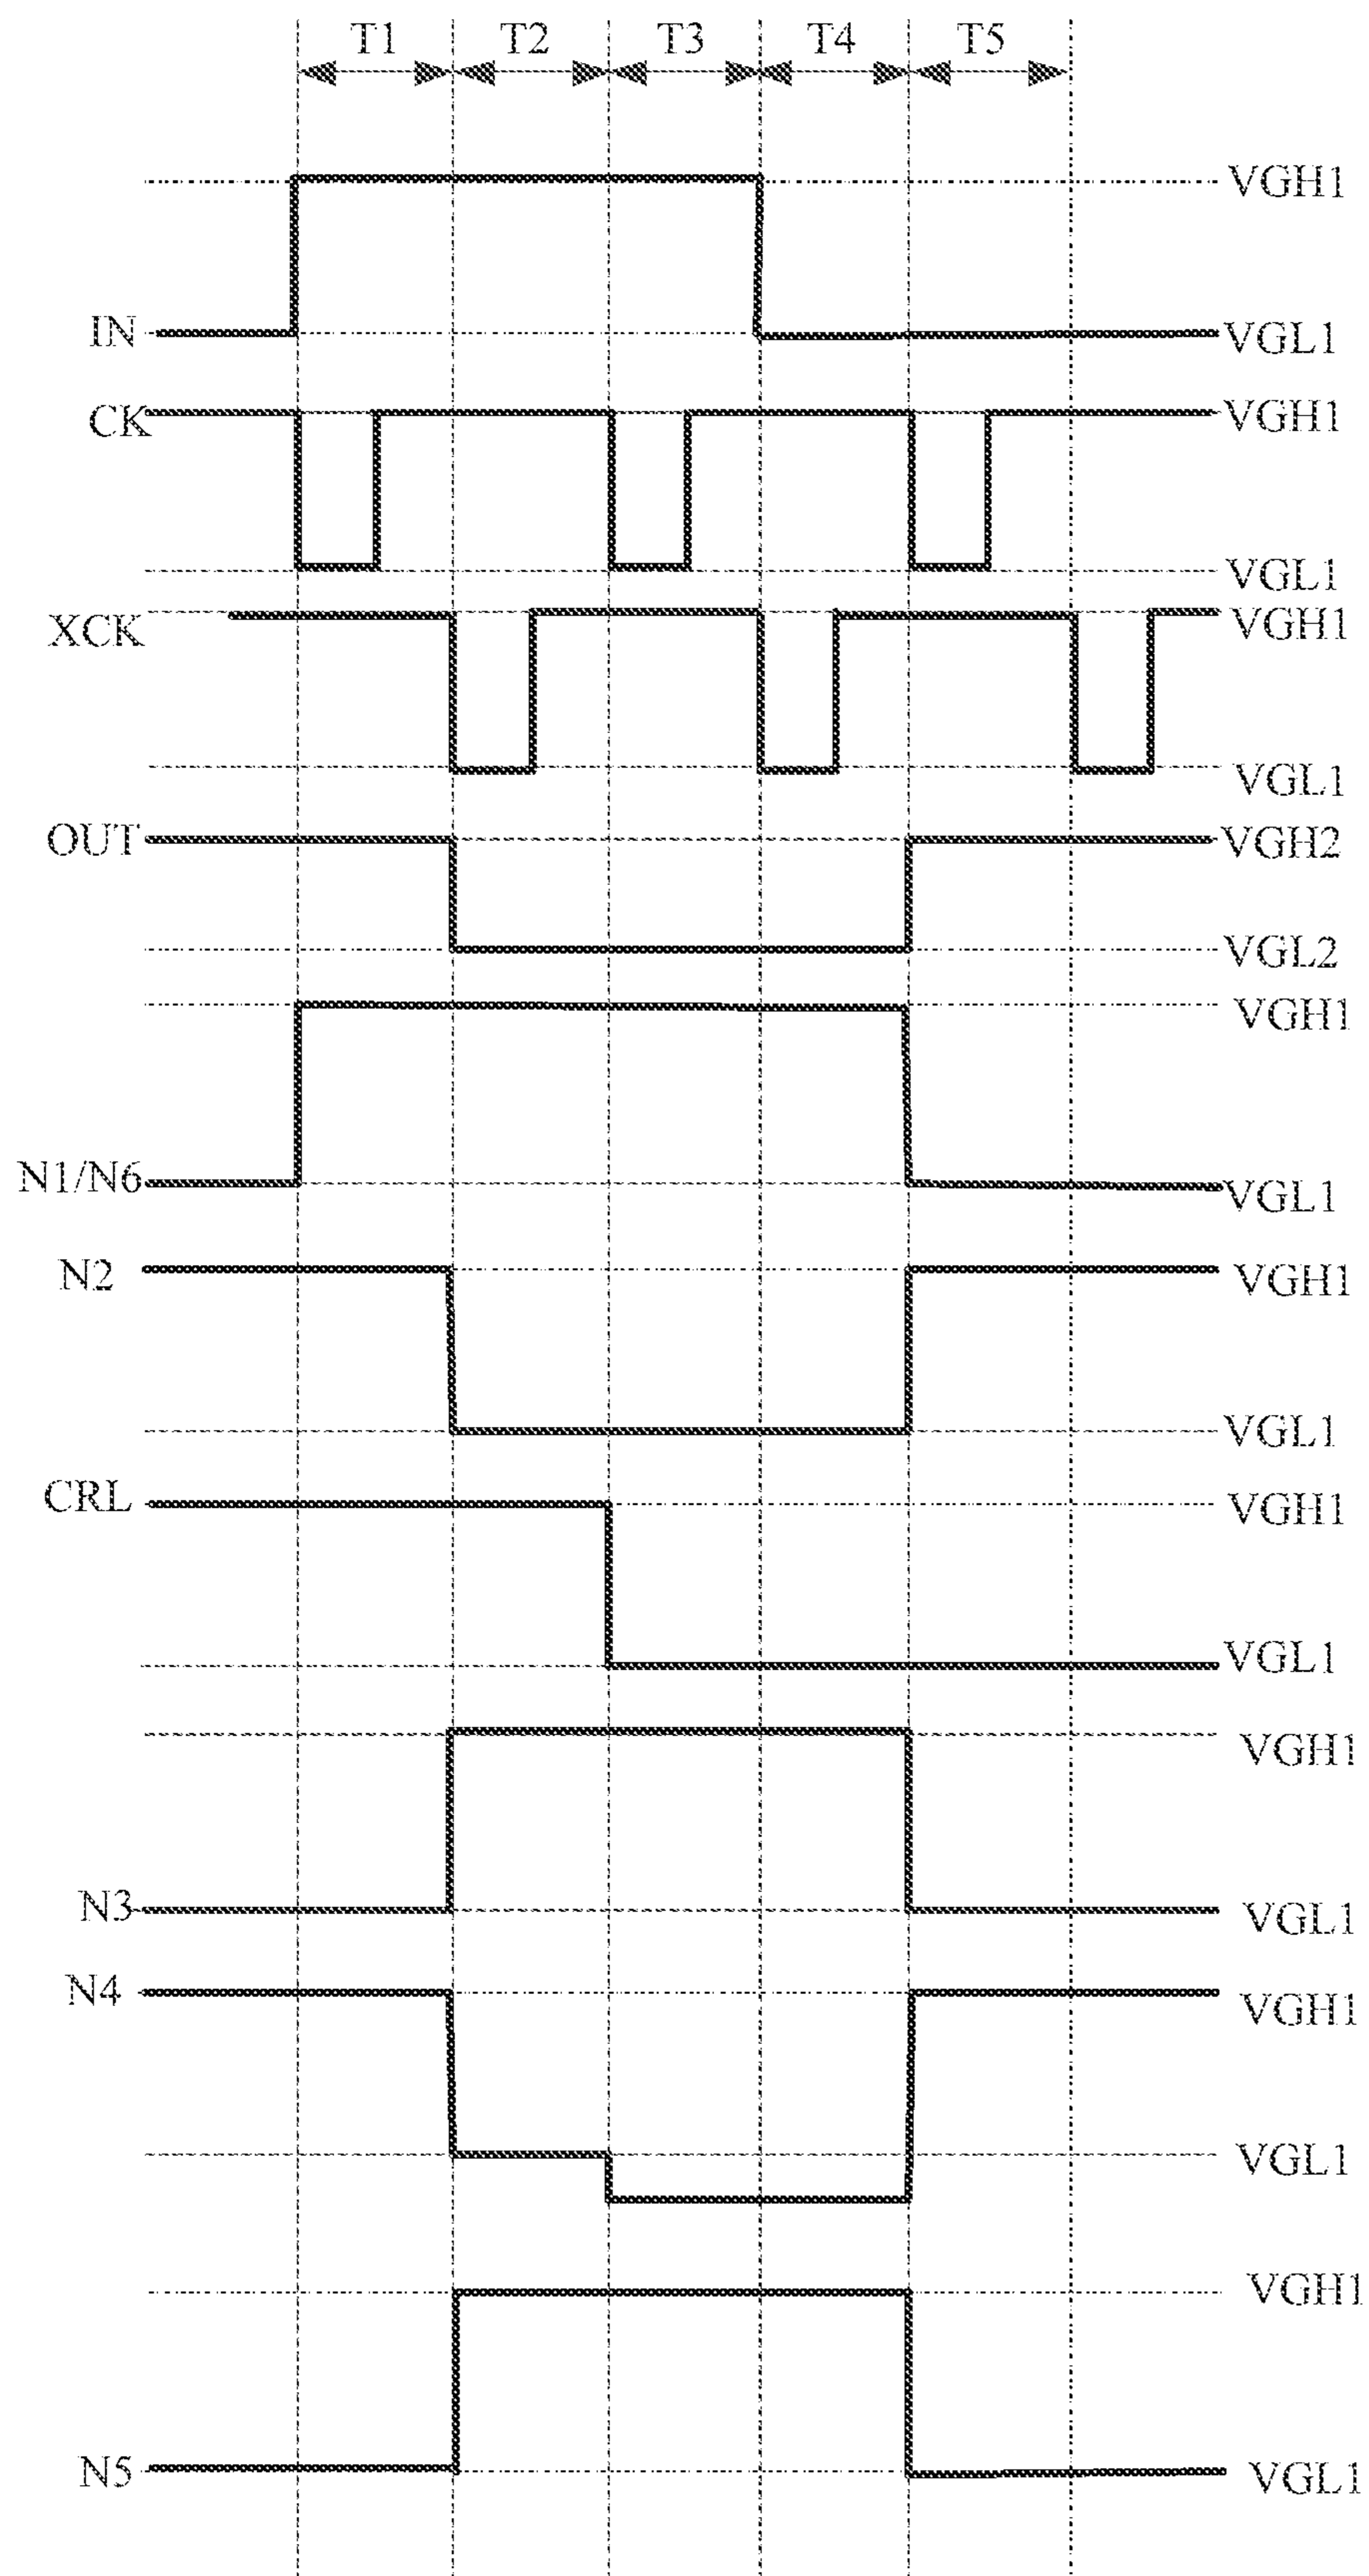 T1 T2 T3 T4 T5
VGH1
IN VGL1
CK VGH1
VGL1
XCK VGH1
VGL1
OUT VGH2
VGL2
VGH1
N1/N6 VGL1
N2 VGH1
VGL1
CRL VGH1
VGL1
VGH1
N3 VGL1
N4 VGH1
VGL1
VGH1
N5 VGL1